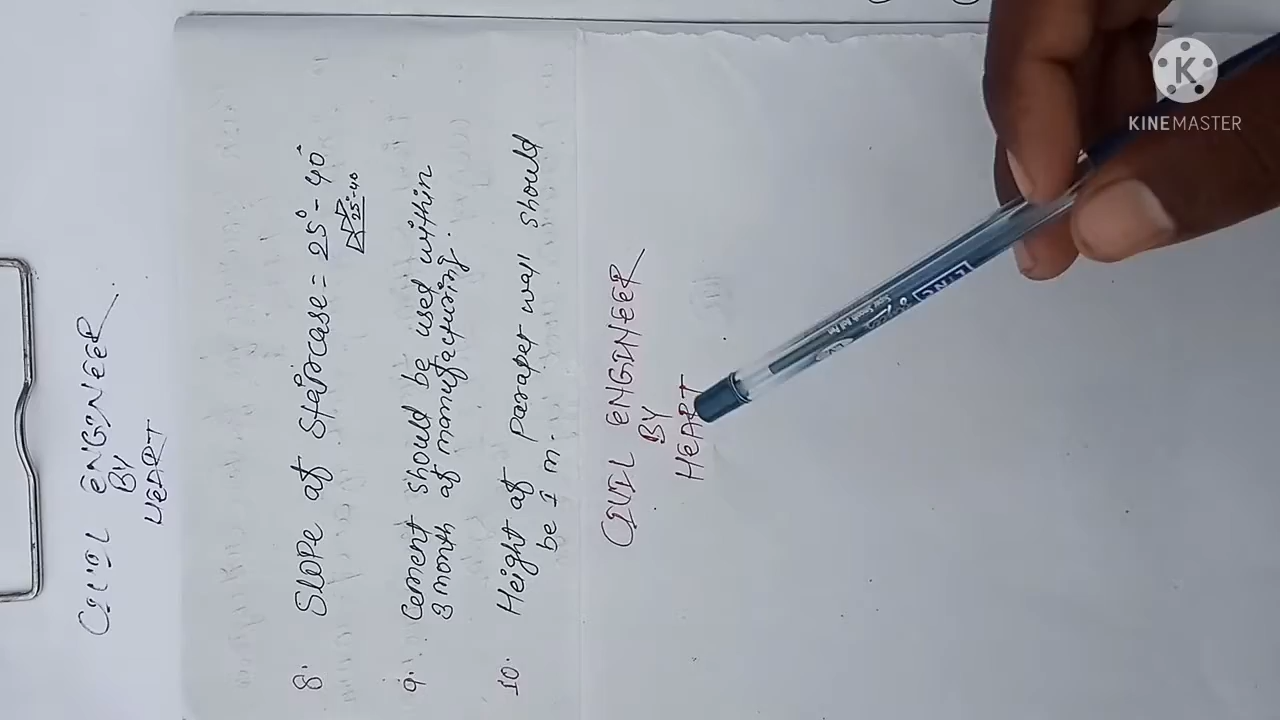 CIVIL ENGINEER
BY
HEART
8. Slope of Staircase = 25° - 40°
25°-40
9. Cement should be used within
3 month of manufacturing.
10. Height of Parapet wall should
be 1 m.
CIVIL ENGINEER
BY
HEART
LINC
KINEMASTER